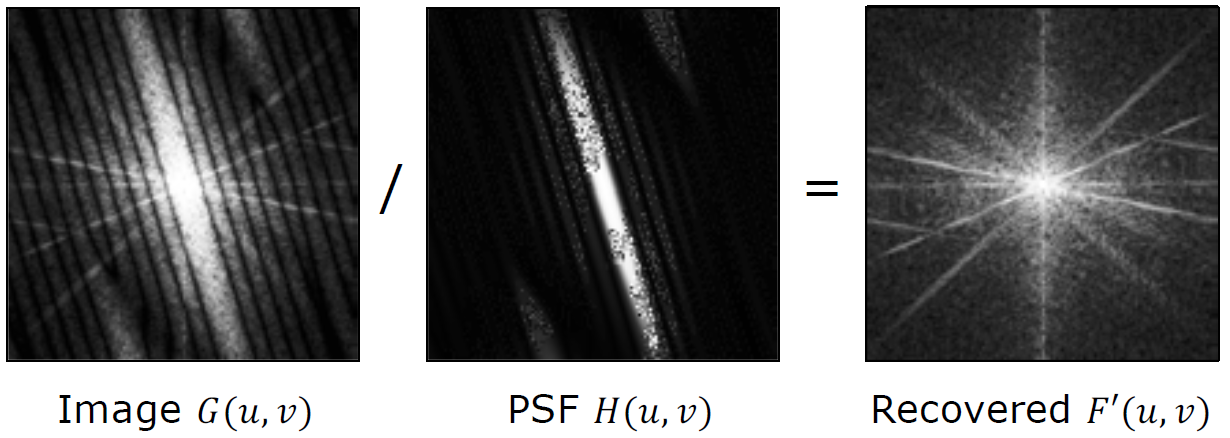 / =
Image G(u, v) PSF H(u, v) Recovered F′(u, v)